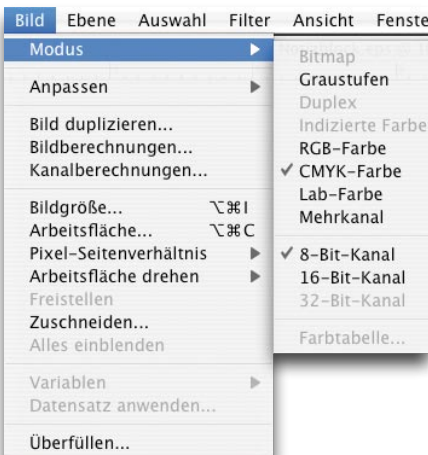 Bild Ebene Auswahl Filter Ansicht Fenste
Modus
Anpassen
Bild duplizieren...
Bildberechnungen...
Kanalberechnungen...
Bildgröße... ⌥⌘I
Arbeitsfläche... ⌥⌘C
Pixel-Seitenverhältnis
Arbeitsfläche drehen
Freistellen
Zuschneiden...
Alles einblenden
Variablen
Datensatz anwenden...
Überfüllen...
Bitmap
Graustufen
Duplex
Indizierte Farbe
RGB-Farbe
✓ CMYK-Farbe
Lab-Farbe
Mehrkanal
✓ 8-Bit-Kanal
16-Bit-Kanal
32-Bit-Kanal
Farbtabelle...